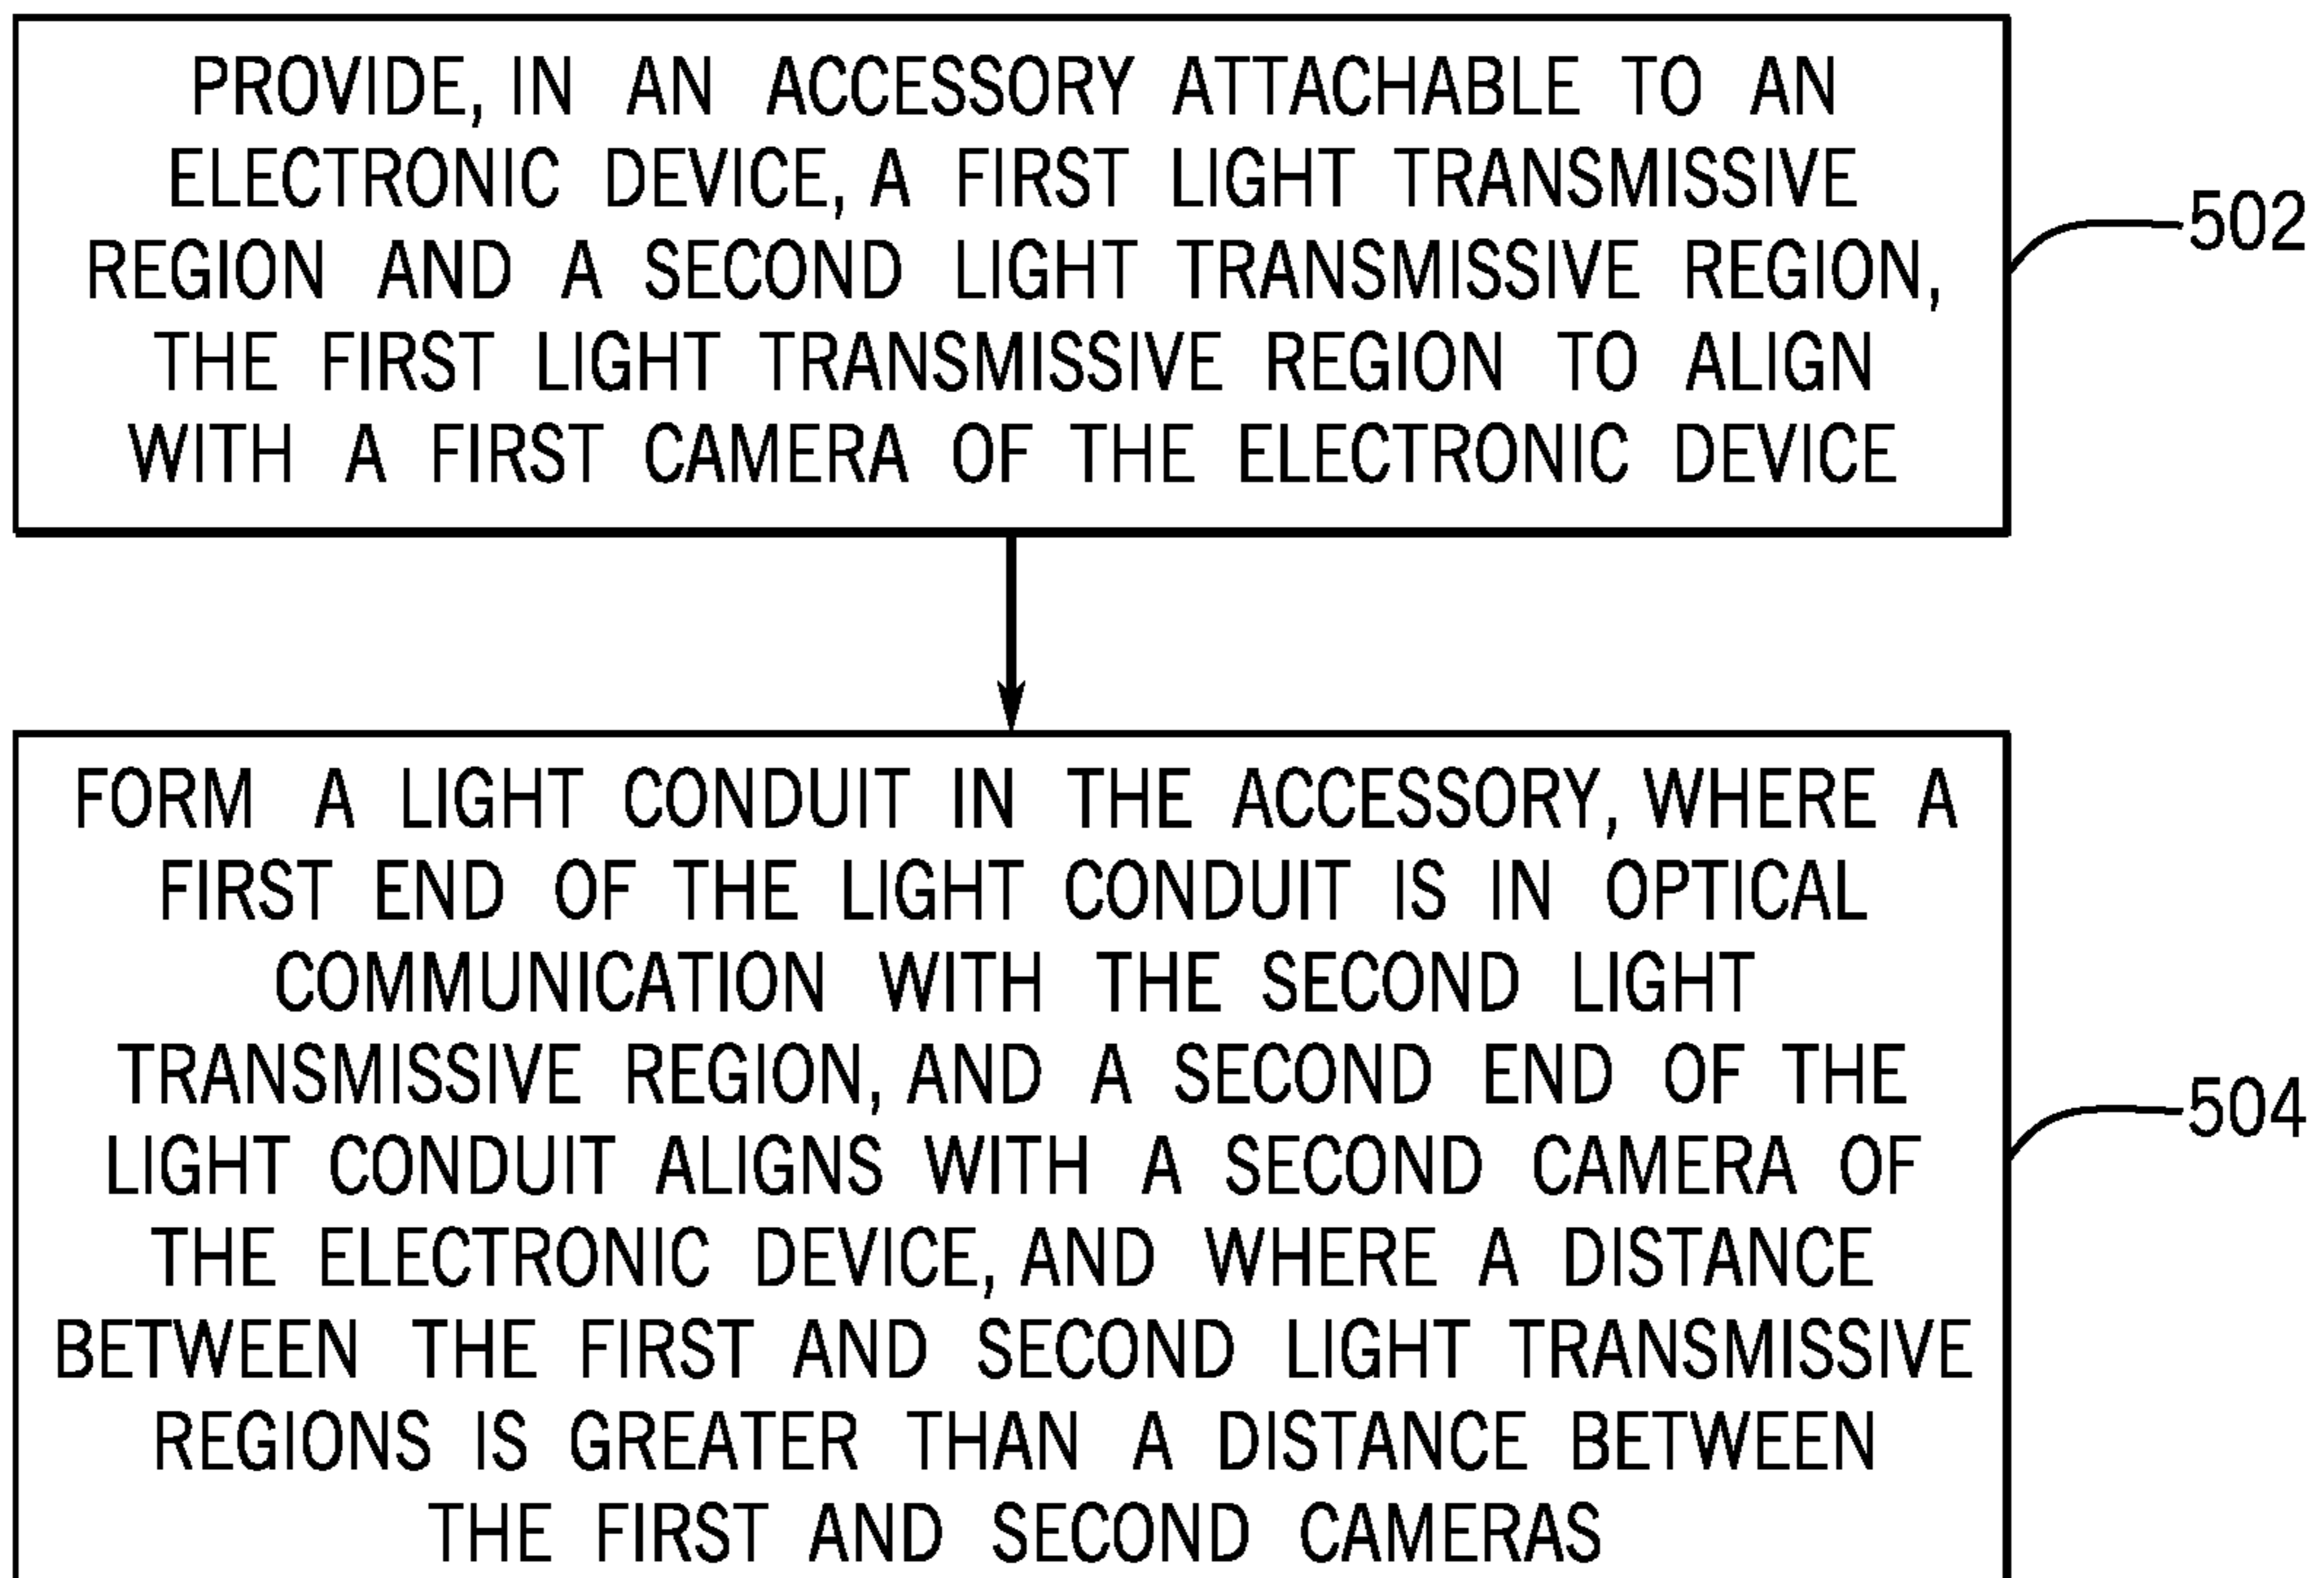 PROVIDE, IN AN ACCESSORY ATTACHABLE TO AN
ELECTRONIC DEVICE, A FIRST LIGHT TRANSMISSIVE
REGION AND A SECOND LIGHT TRANSMISSIVE REGION,
THE FIRST LIGHT TRANSMISSIVE REGION TO ALIGN
WITH A FIRST CAMERA OF THE ELECTRONIC DEVICE
502
FORM A LIGHT CONDUIT IN THE ACCESSORY, WHERE A
FIRST END OF THE LIGHT CONDUIT IS IN OPTICAL
COMMUNICATION WITH THE SECOND LIGHT
TRANSMISSIVE REGION, AND A SECOND END OF THE
LIGHT CONDUIT ALIGNS WITH A SECOND CAMERA OF
THE ELECTRONIC DEVICE, AND WHERE A DISTANCE
BETWEEN THE FIRST AND SECOND LIGHT TRANSMISSIVE
REGIONS IS GREATER THAN A DISTANCE BETWEEN
THE FIRST AND SECOND CAMERAS
504